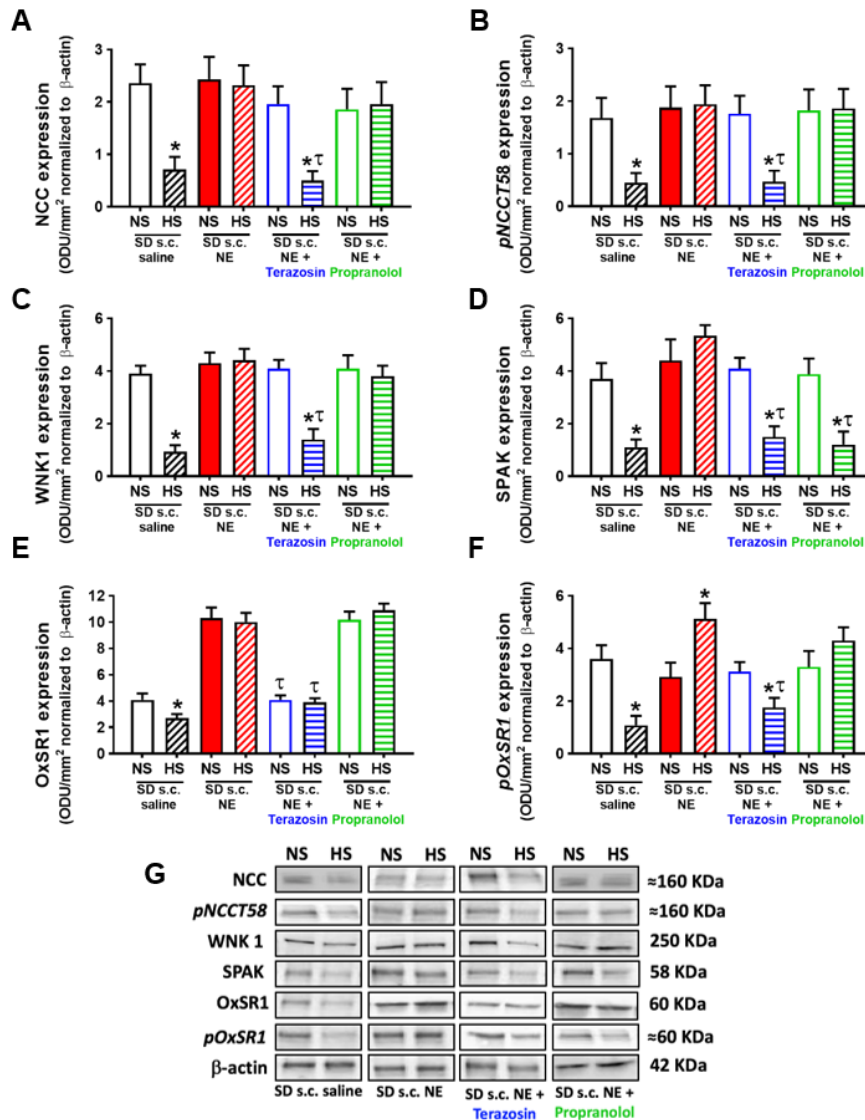 A
B
NCC expression
(ODU/mm² normalized to β-actin)
3
2
1
0
*
*τ
NS HS NS HS NS HS NS HS
SD s.c. SD s.c. SD s.c. SD s.c.
saline NE NE + NE +
Terazosin Propranolol
pNCCT58 expression
(ODU/mm² normalized to β-actin)
3
2
1
0
*
*τ
NS HS NS HS NS HS NS HS
SD s.c. SD s.c. SD s.c. SD s.c.
saline NE NE + NE +
Terazosin Propranolol
C
D
WNK1 expression
(ODU/mm² normalized to β-actin)
6
4
2
0
*
*τ
NS HS NS HS NS HS NS HS
SD s.c. SD s.c. SD s.c. SD s.c.
saline NE NE + NE +
Terazosin Propranolol
SPAK expression
(ODU/mm² normalized to β-actin)
6
4
2
0
*
*τ
*τ
NS HS NS HS NS HS NS HS
SD s.c. SD s.c. SD s.c. SD s.c.
saline NE NE + NE +
Terazosin Propranolol
E
F
OxSR1 expression
(ODU/mm² normalized to β-actin)
12
10
8
6
4
2
0
*
τ τ
NS HS NS HS NS HS NS HS
SD s.c. SD s.c. SD s.c. SD s.c.
saline NE NE + NE +
Terazosin Propranolol
pOxSR1 expression
(ODU/mm² normalized to β-actin)
6
4
2
0
*
*
*τ
NS HS NS HS NS HS NS HS
SD s.c. SD s.c. SD s.c. SD s.c.
saline NE NE + NE +
Terazosin Propranolol
G
NS HS NS HS NS HS NS HS
NCC ≈160 KDa
pNCCT58 ≈160 KDa
WNK 1 250 KDa
SPAK 58 KDa
OxSR1 60 KDa
pOxSR1 ≈60 KDa
β-actin 42 KDa
SD s.c. saline SD s.c. NE SD s.c. NE + SD s.c. NE +
Terazosin Propranolol